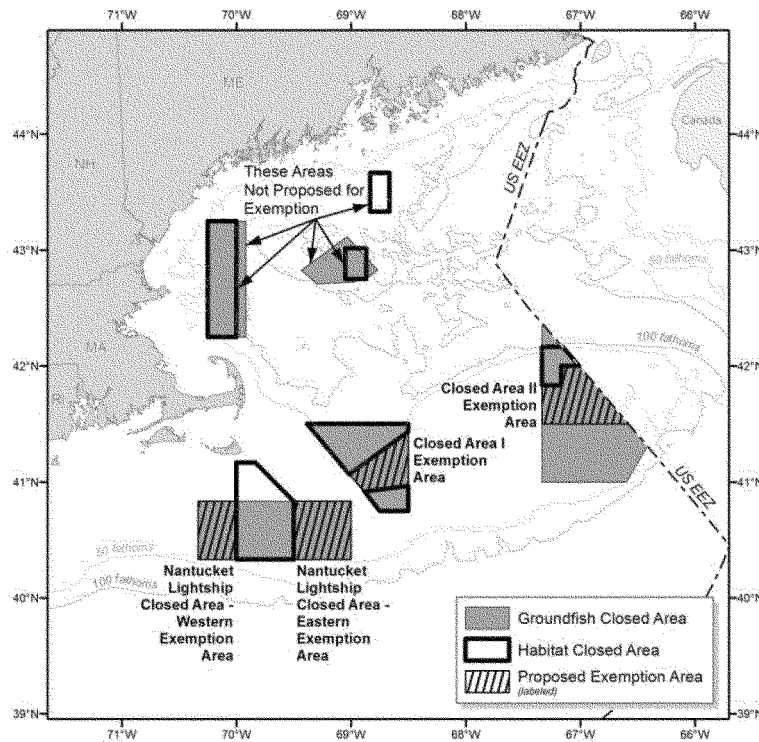 71°W 70°W 69°W 68°W 67°W 66°W
ME
Canada
44°N
44°N
NH
These Areas
Not Proposed for
Exemption
US EEZ
43°N
43°N
50 fathoms
100 fathoms
MA
42°N
42°N
Closed Area II
Exemption
Area
Closed Area I
Exemption
Area
41°N
41°N
US EEZ
50 fathoms
100 fathoms
Nantucket
Lightship
Closed Area -
Western
Exemption
Area
Nantucket
Lightship
Closed Area -
Eastern
Exemption
Area
40°N
40°N
Groundfish Closed Area
Habitat Closed Area
Proposed Exemption Area
(labeled)
39°N
39°N
71°W 70°W 69°W 68°W 67°W 66°W